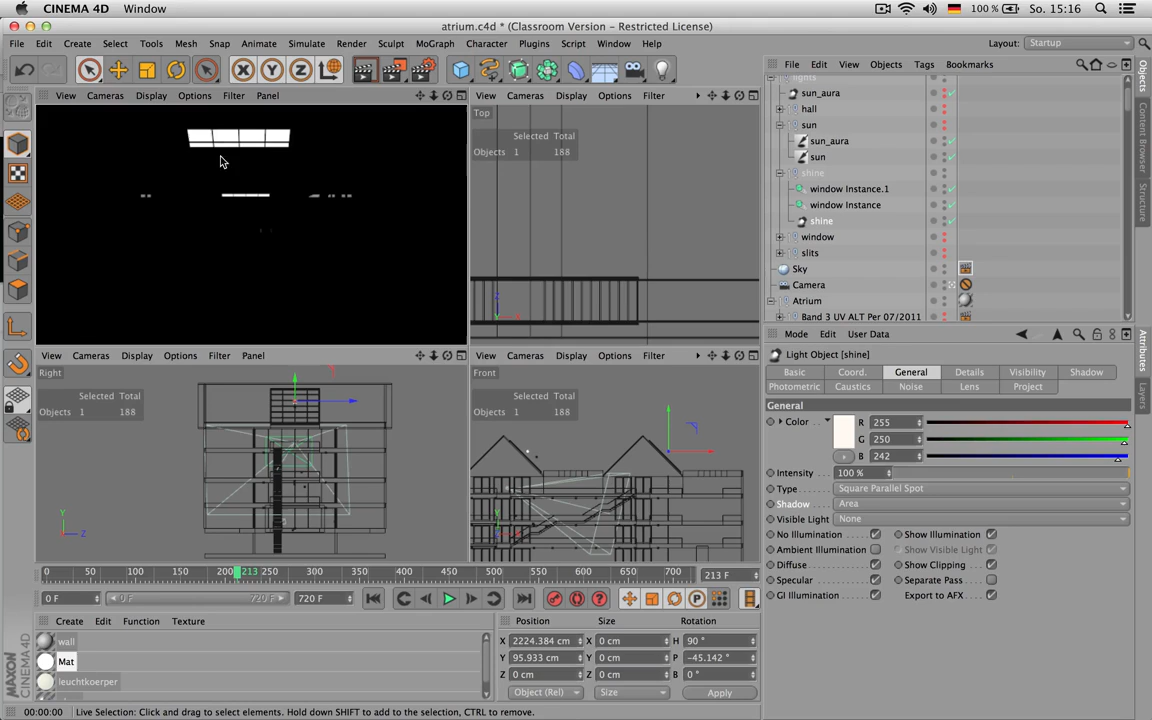 CINEMA 4D Window 100 % So. 15:16
atrium.c4d * (Classroom Version - Restricted License)
File Edit Create Select Tools Mesh Snap Animate Simulate Render Sculpt MoGraph Character Plugins Script Window Help Layout: Startup
X Y Z
File Edit View Objects Tags Bookmarks
View Cameras Display Options Filter Panel
View Cameras Display Options Filter
Top
Selected Total
Objects 1 188
lights
sun_aura
hall
sun
sun_aura
sun
shine
window Instance.1
window Instance
shine
window
slits
Sky
Camera
Atrium
Band 3 UV ALT Per 07/2011
Objects
Content Browser
Structure
View Cameras Display Options Filter Panel
Right
Selected Total
Objects 1 188
Y
Z
View Cameras Display Options Filter
Front
Selected Total
Objects 1 188
Y
X
Mode Edit User Data
Light Object [shine]
Basic Coord. General Details Visibility Shadow
Photometric Caustics Noise Lens Project
General
Color R 255
G 250
B 242
Intensity 100 %
Type Square Parallel Spot
Shadow Area
Visible Light None
No Illumination Show Illumination
Ambient Illumination Show Visible Light
Diffuse Show Clipping
Specular Separate Pass
GI Illumination Export to AFX
Attributes
Layers
0 50 100 150 200 213 250 300 350 400 450 500 550 600 650 700 213 F
0 F 0 F 720 F 720 F
P
Create Edit Function Texture
wall
Mat
leuchtkoerper
Position Size Rotation
X 2224.384 cm X 0 cm H 90 °
Y 95.933 cm Y 0 cm P -45.142 °
Z 0 cm Z 0 cm B 0 °
Object (Rel) Size Apply
MAXON CINEMA 4D
00:00:00 Live Selection: Click and drag to select elements. Hold down SHIFT to add to the selection, CTRL to remove.